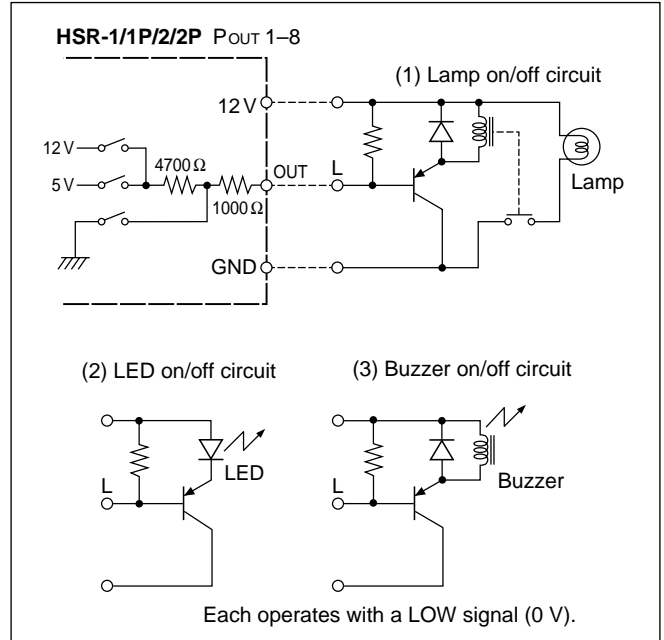 HSR-1/1P/2/2P POUT 1–8
(1) Lamp on/off circuit
12 V
12 V
4700 Ω
OUT
L
5 V
1000 Ω
Lamp
GND
(2) LED on/off circuit
(3) Buzzer on/off circuit
LED
L
Buzzer
L
Each operates with a LOW signal (0 V).